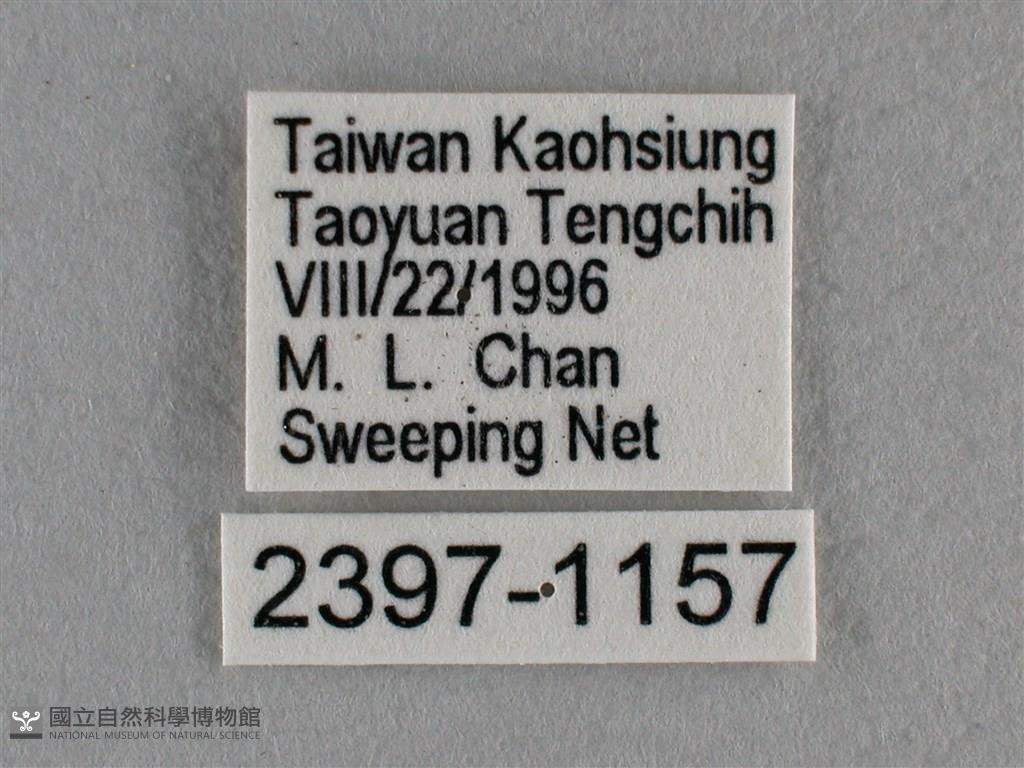 Taiwan Kaohsiung
Taoyuan Tengchih
VIII/22/1996
M. L. Chan
Sweeping Net
2397-1157
國立自然科學博物館
NATIONAL MUSEUM OF NATURAL SCIENCE